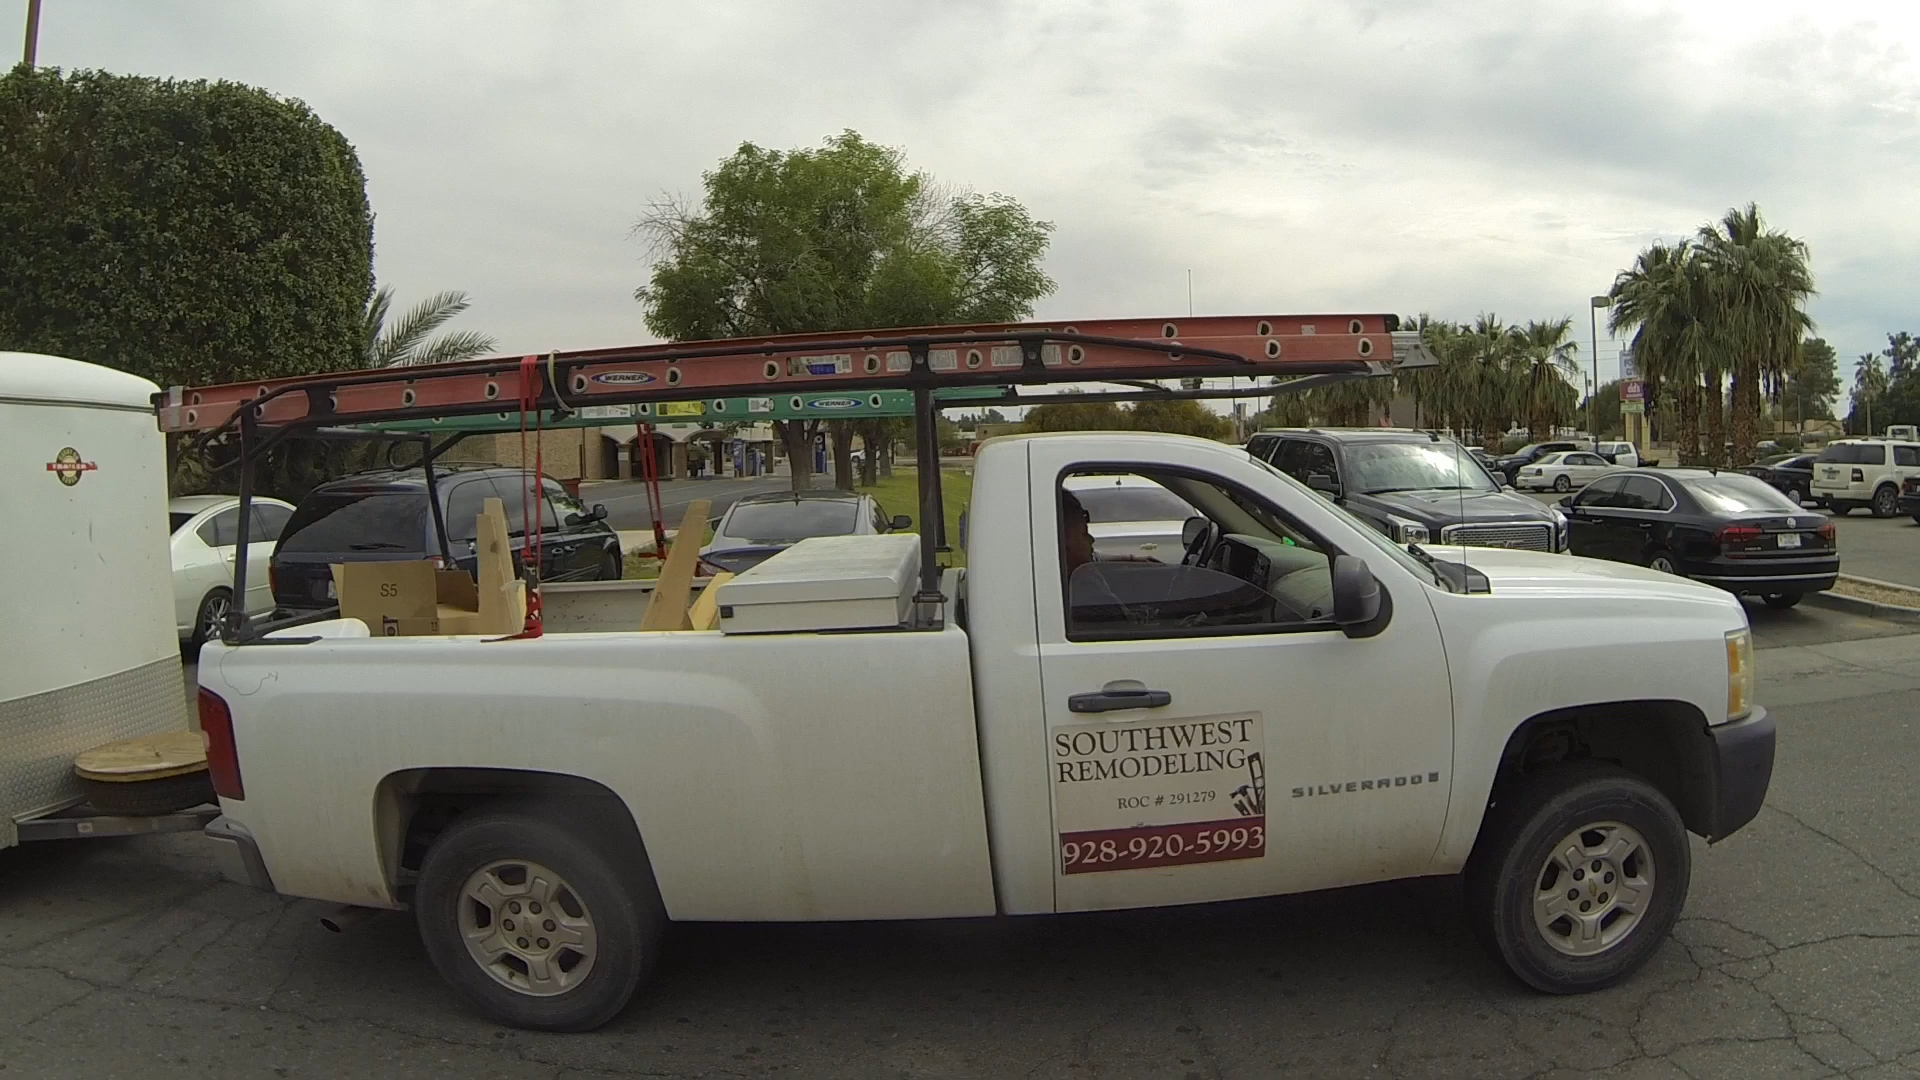 WERNER
WERNER
S5
SOUTHWEST
REMODELING
ROC # 291279
928-920-5993
SILVERADO